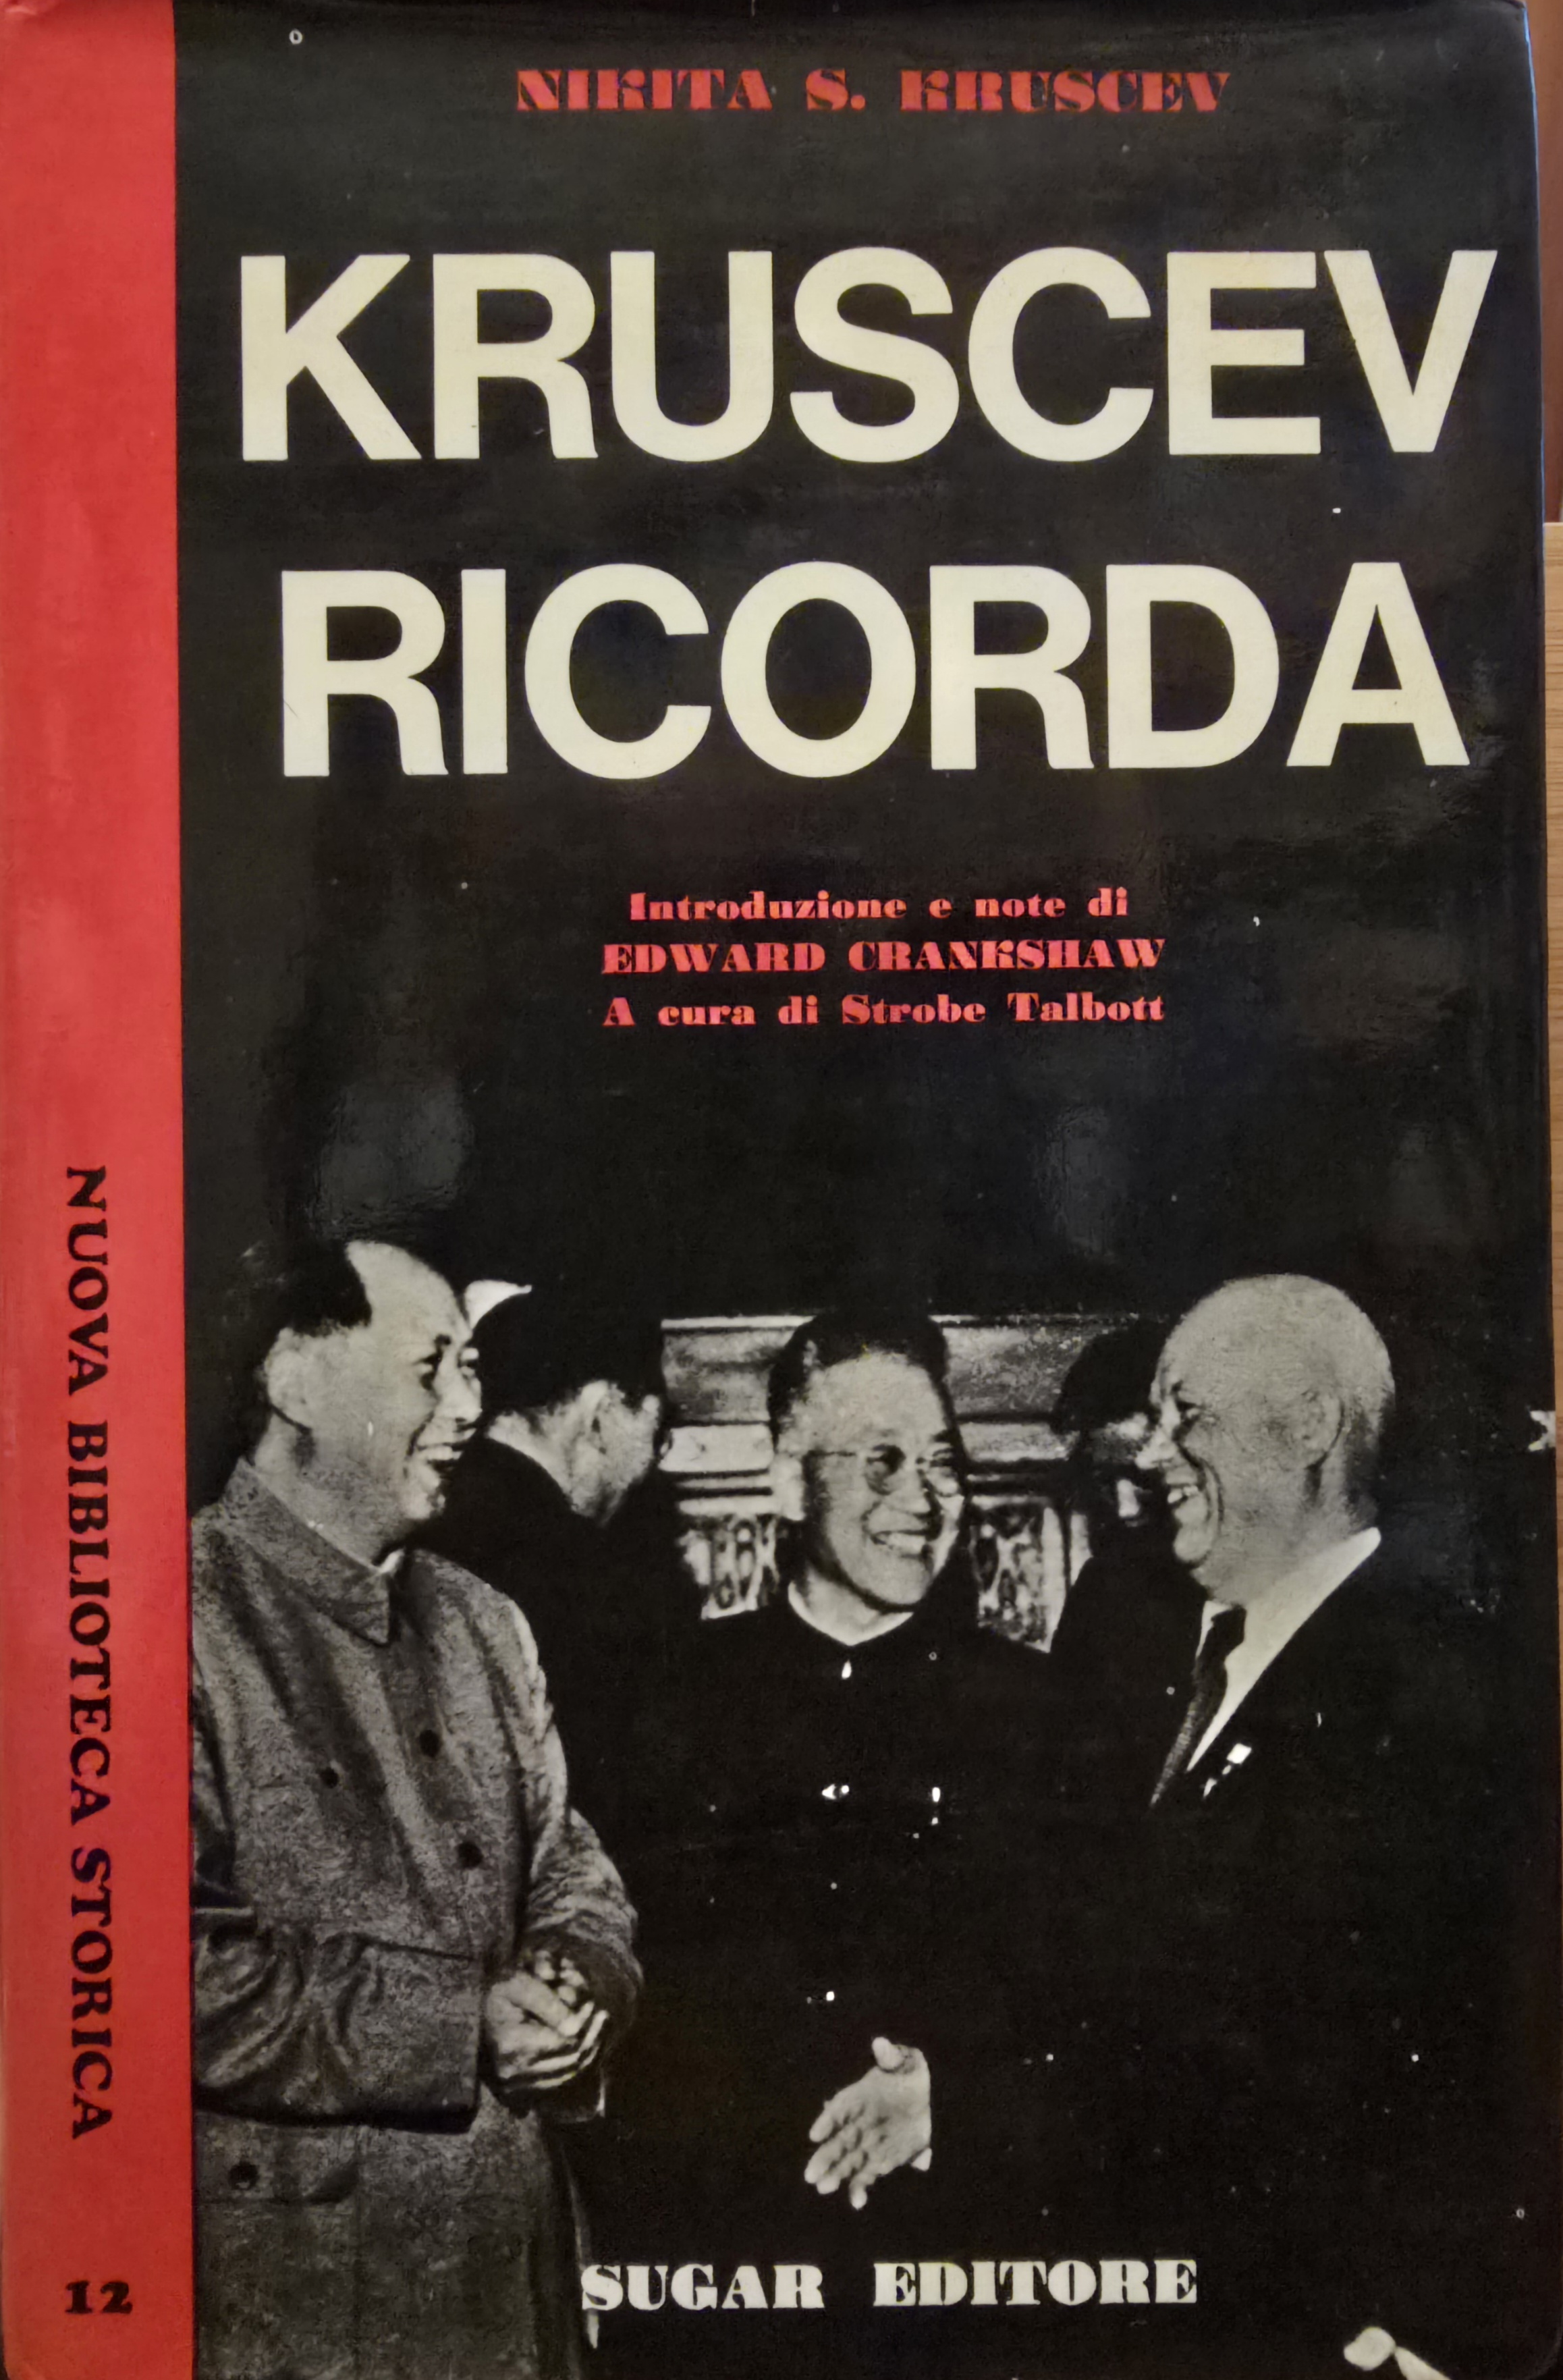 NIKITA S. KRUSCEV
KRUSCEV
RICORDA
Introduzione e note di
EDWARD CRANKSHAW
A cura di Strobe Talbott
NUOVA BIBLIOTECA STORICA
12
SUGAR EDITORE